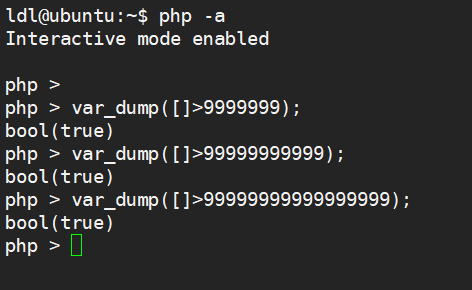 ldl@ubuntu:~$ php -a
Interactive mode enabled
php >
php > var_dump([]>9999999);
bool(true)
php > var_dump([]>99999999999);
bool(true)
php > var_dump([]>99999999999999999);
bool(true)
php >